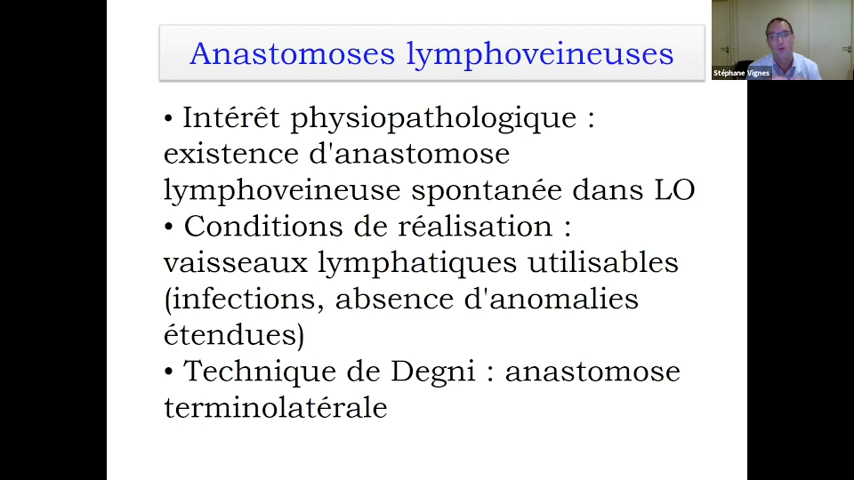 Anastomoses lymphoveineuses
Stéphane Vignes
• Intérêt physiopathologique :
existence d'anastomose
lymphoveineuse spontanée dans LO
• Conditions de réalisation :
vaisseaux lymphatiques utilisables
(infections, absence d'anomalies
étendues)
• Technique de Degni : anastomose
terminolatérale